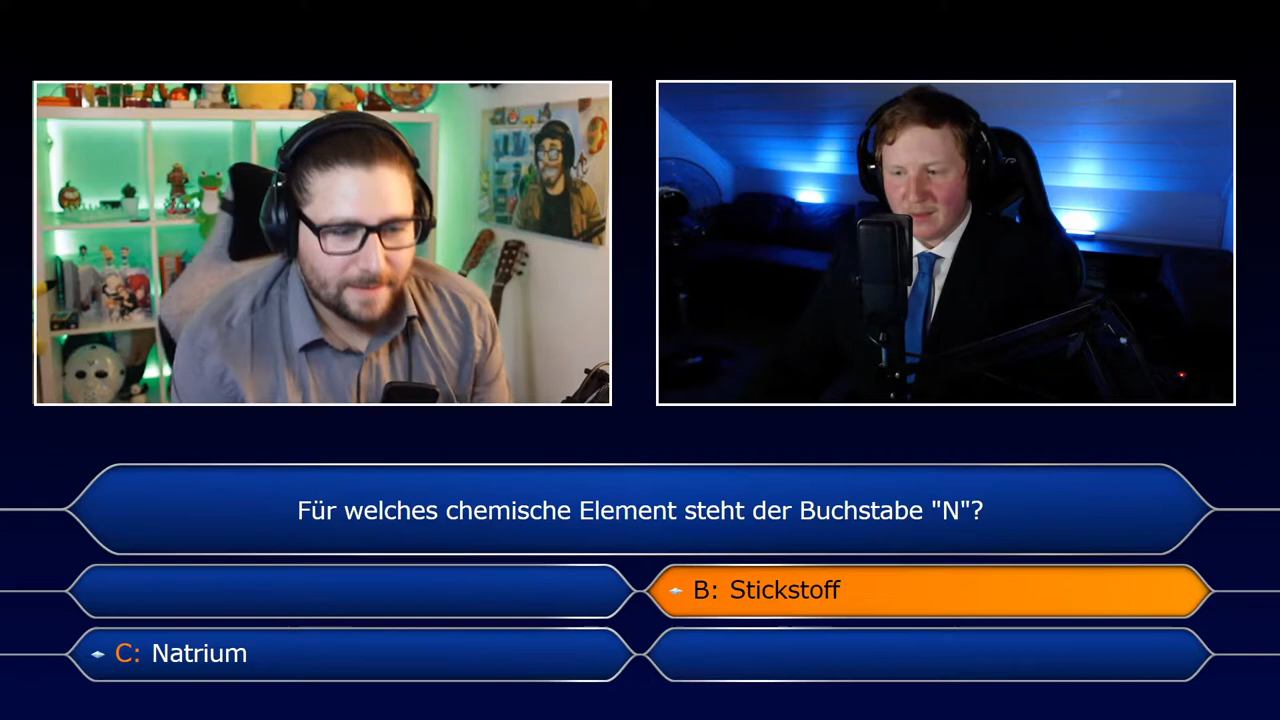 Für welches chemische Element steht der Buchstabe "N"?
B: Stickstoff
C: Natrium